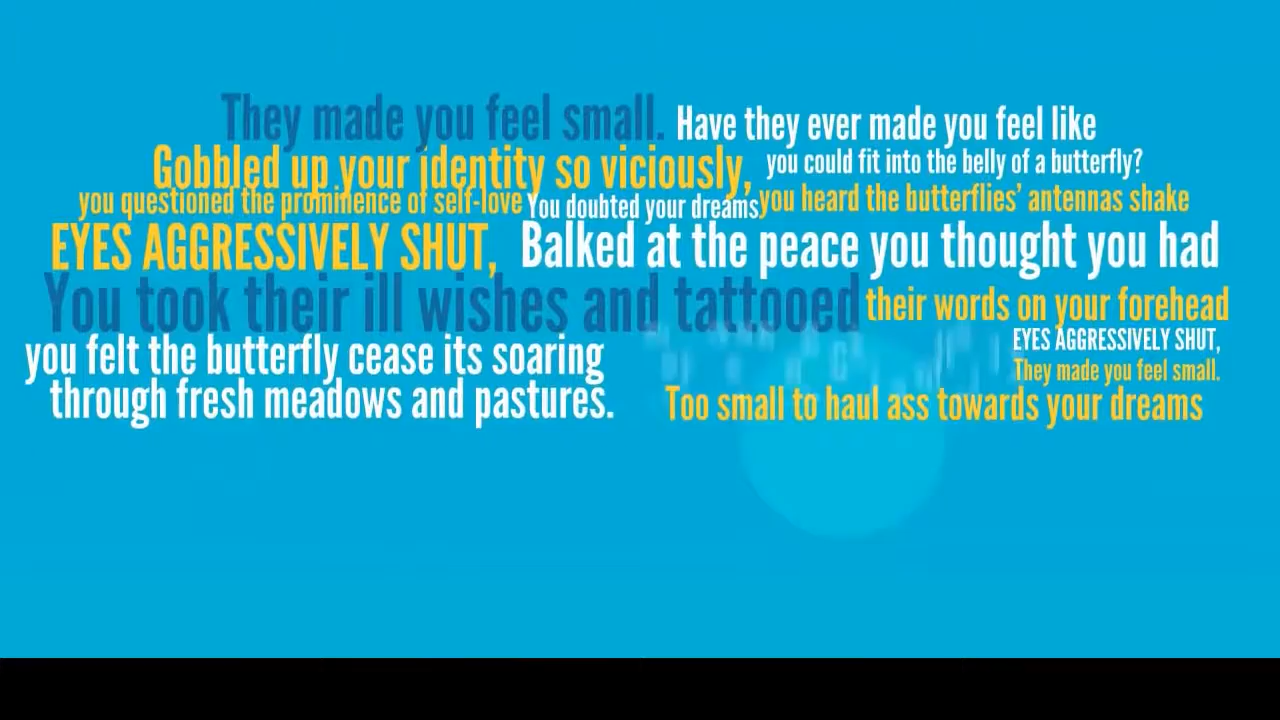 They made you feel small. Have they ever made you feel like
Gobbled up your identity so viciously, you could fit into the belly of a butterfly?
you questioned the prominence of self-love You doubted your dreams you heard the butterflies’ antennas shake
EYES AGGRESSIVELY SHUT, Balked at the peace you thought you had
You took their ill wishes and tattooed their words on your forehead
EYES AGGRESSIVELY SHUT,
you felt the butterfly cease its soaring
They made you feel small.
through fresh meadows and pastures. Too small to haul ass towards your dreams